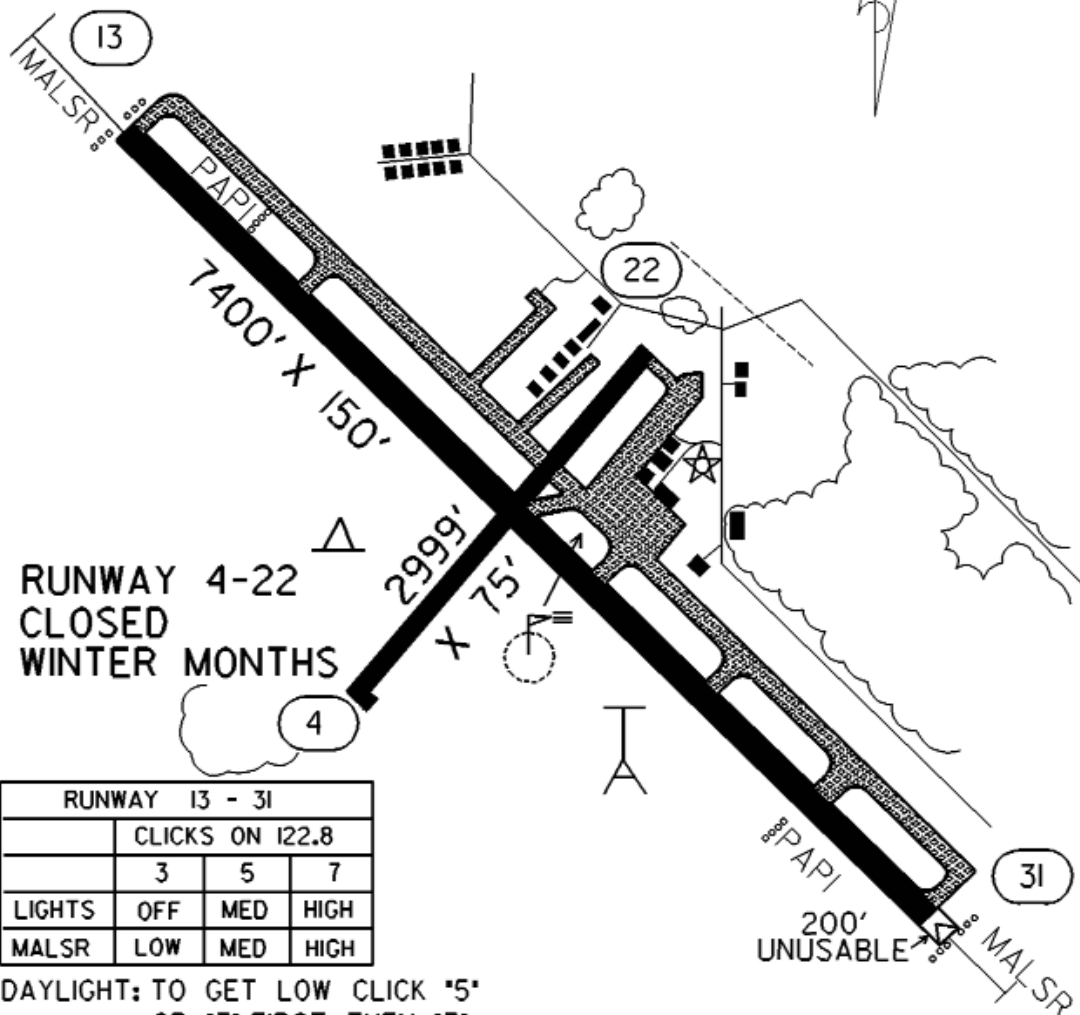 13
MALSR
PAPI
22
7400' X 150'
2999'
X 75'
RUNWAY 4-22
CLOSED
WINTER MONTHS
4
RUNWAY 13 - 31
CLICKS ON 122.8
3 5 7
LIGHTS OFF MED HIGH
MALSR LOW MED HIGH
PAPI
31
200'
UNUSABLE
MALSR
DAYLIGHT: TO GET LOW CLICK "5"